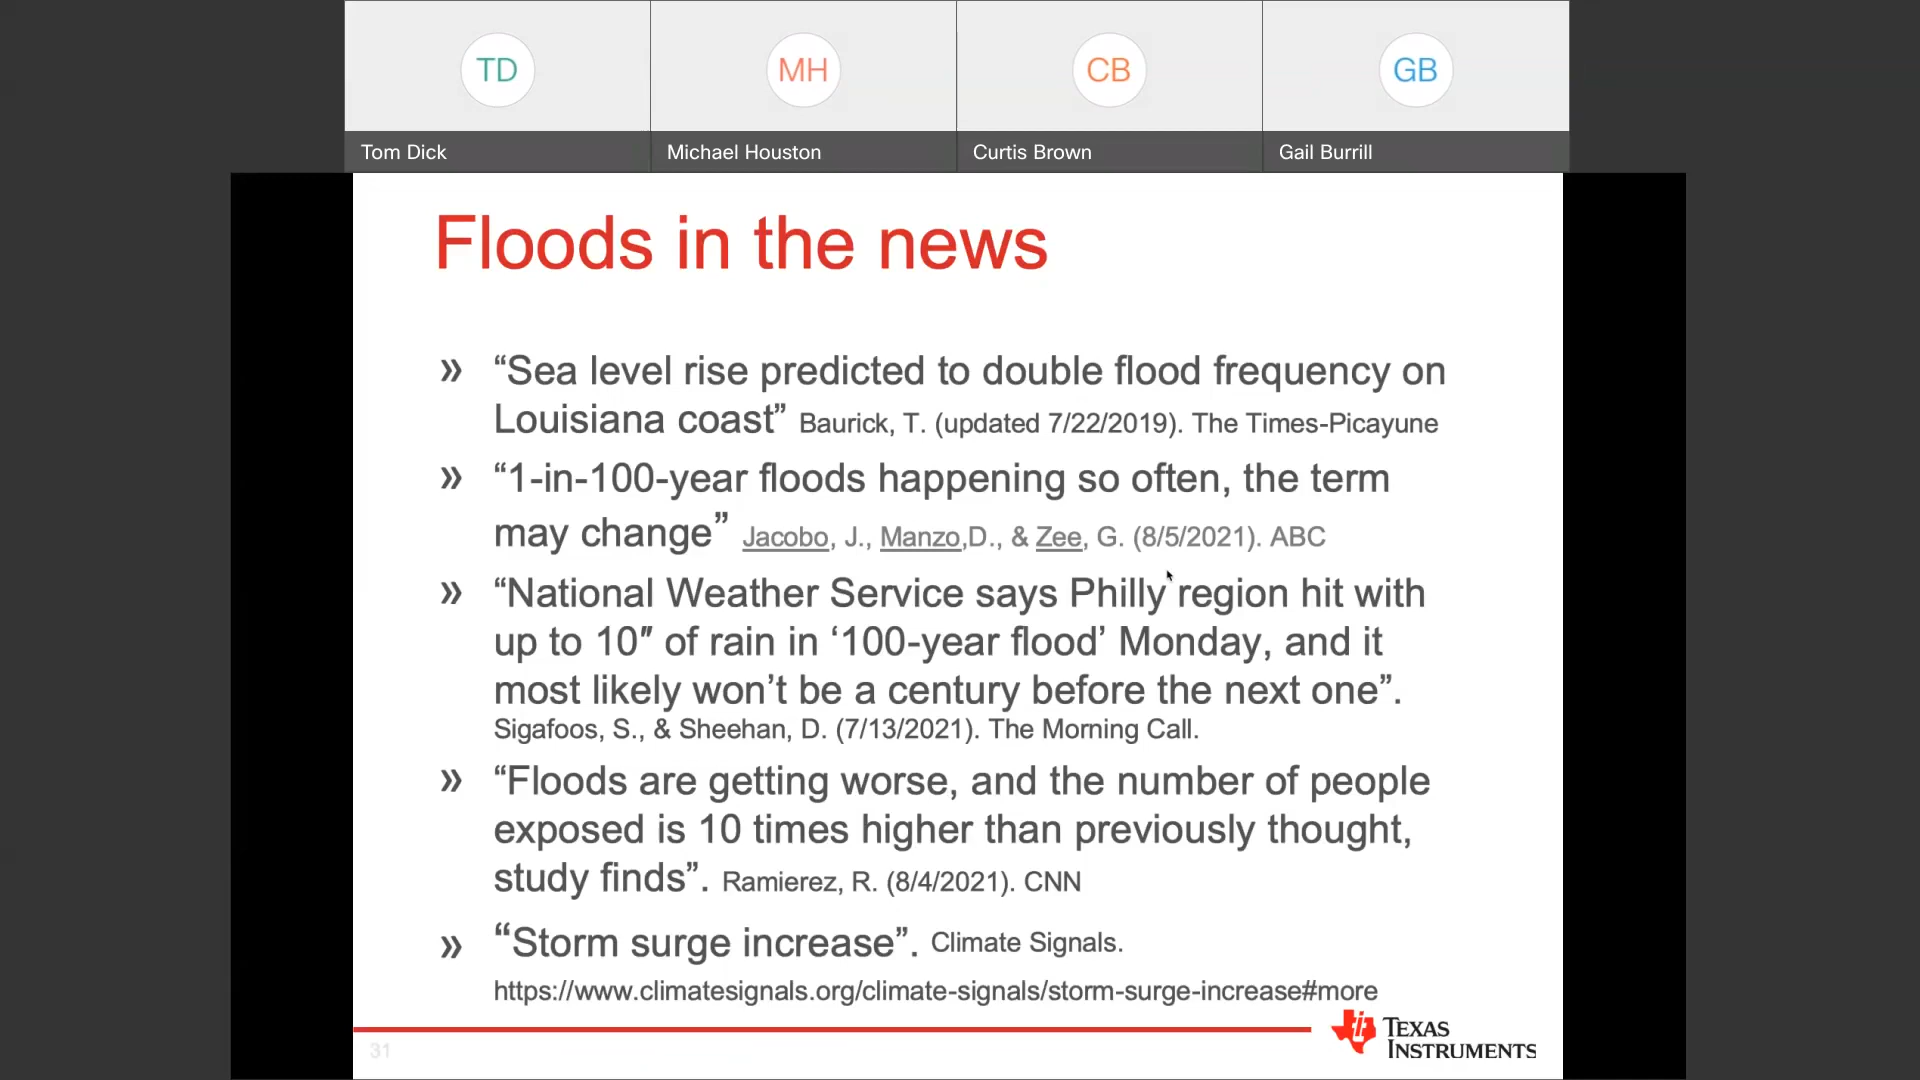 TD
MH
CB
GB
Tom Dick
Michael Houston
Curtis Brown
Gail Burrill
Floods in the news
» “Sea level rise predicted to double flood frequency on
Louisiana coast” Baurick, T. (updated 7/22/2019). The Times-Picayune
» “1-in-100-year floods happening so often, the term
may change” Jacobo, J., Manzo,D., & Zee, G. (8/5/2021). ABC
» “National Weather Service says Philly region hit with
up to 10″ of rain in ‘100-year flood’ Monday, and it
most likely won’t be a century before the next one”.
Sigafoos, S., & Sheehan, D. (7/13/2021). The Morning Call.
» “Floods are getting worse, and the number of people
exposed is 10 times higher than previously thought,
study finds”. Ramierez, R. (8/4/2021). CNN
» “Storm surge increase”. Climate Signals.
https://www.climatesignals.org/climate-signals/storm-surge-increase#more
31
TEXAS
INSTRUMENTS